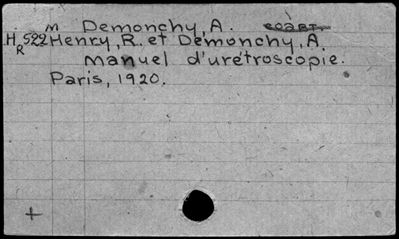 M Demonchy, A.
H 522 Henry, R. et Demonchy, A.
R
Manuel d'urétroscopie.
Paris, 1920.
+